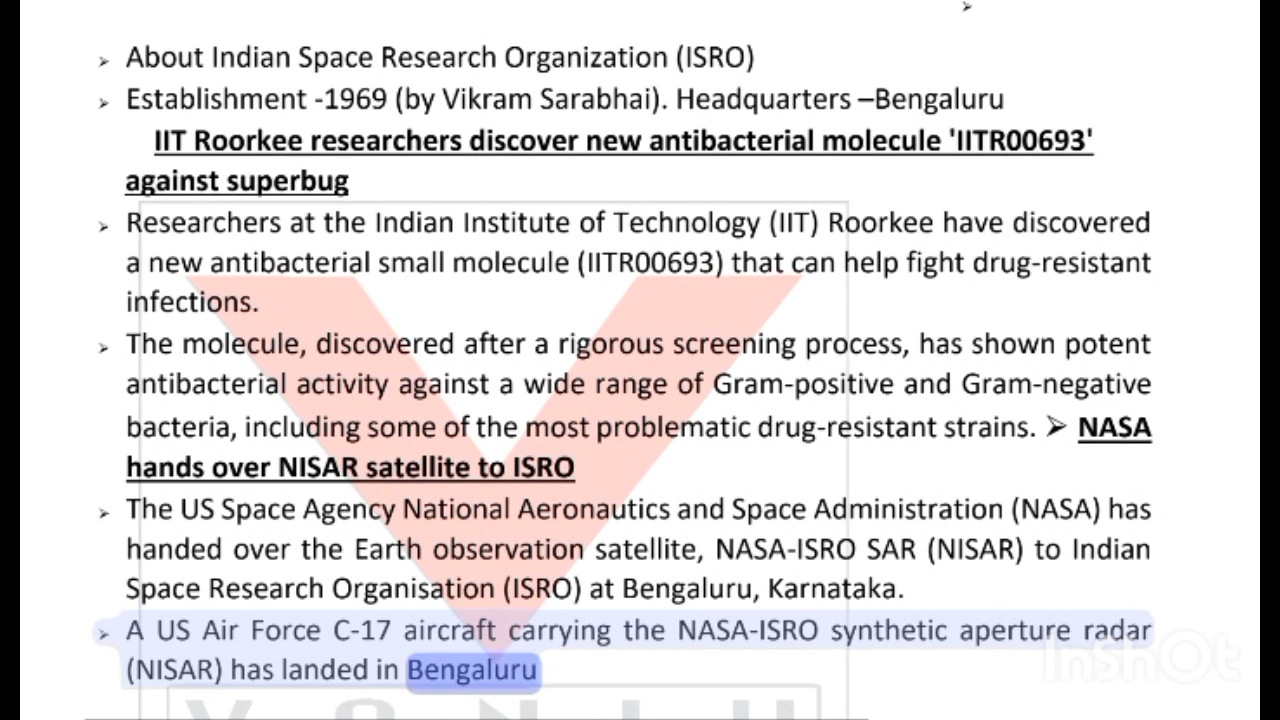 ➢
➢ About Indian Space Research Organization (ISRO)
➢ Establishment -1969 (by Vikram Sarabhai). Headquarters –Bengaluru
IIT Roorkee researchers discover new antibacterial molecule 'IITR00693'
against superbug
➢ Researchers at the Indian Institute of Technology (IIT) Roorkee have discovered
a new antibacterial small molecule (IITR00693) that can help fight drug-resistant
infections.
➢ The molecule, discovered after a rigorous screening process, has shown potent
antibacterial activity against a wide range of Gram-positive and Gram-negative
bacteria, including some of the most problematic drug-resistant strains. ➢ NASA
hands over NISAR satellite to ISRO
➢ The US Space Agency National Aeronautics and Space Administration (NASA) has
handed over the Earth observation satellite, NASA-ISRO SAR (NISAR) to Indian
Space Research Organisation (ISRO) at Bengaluru, Karnataka.
➢ A US Air Force C-17 aircraft carrying the NASA-ISRO synthetic aperture radar
(NISAR) has landed in Bengaluru
InShOt